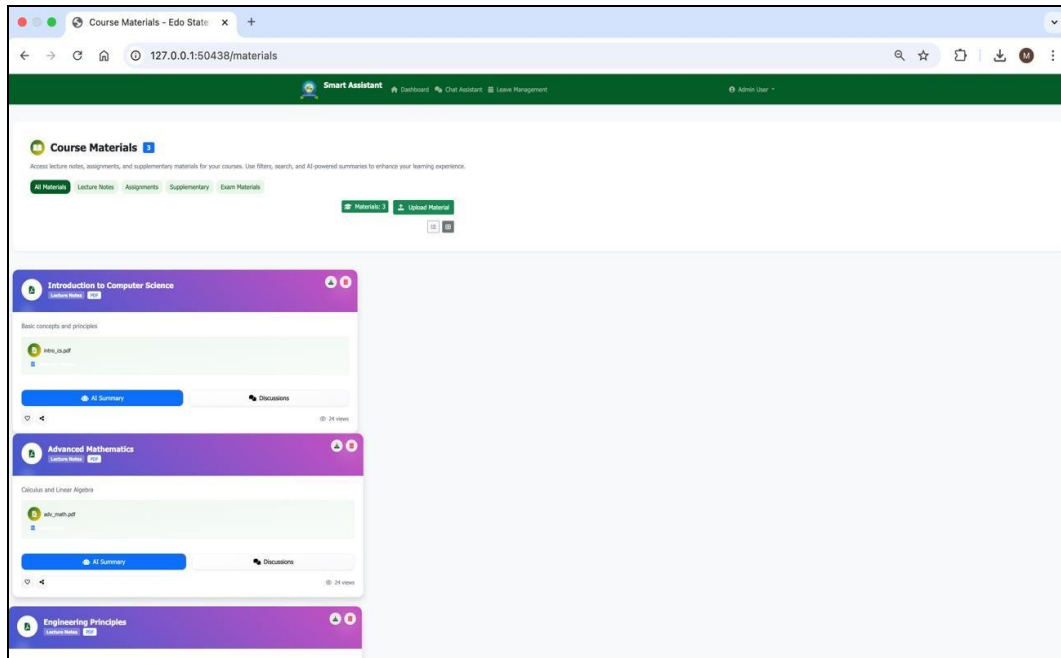 Course Materials - Edo State
127.0.0.1:50438/materials
M
Smart Assistant Dashboard Chat Assistant Leave Management Admin User
Course Materials 3
Access lecture notes, assignments, and supplementary materials for your courses. Use filters, search, and AI-powered summaries to enhance your learning experience.
All Materials Lecture Notes Assignments Supplementary Exam Materials
Materials: 3 Upload Material
Introduction to Computer Science
Lecture Notes PDF
Basic concepts and principles
intro_cs.pdf
AI Summary Discussions
24 views
Advanced Mathematics
Lecture Notes PDF
Calculus and Linear Algebra
adv_math.pdf
AI Summary Discussions
24 views
Engineering Principles
Lecture Notes PDF